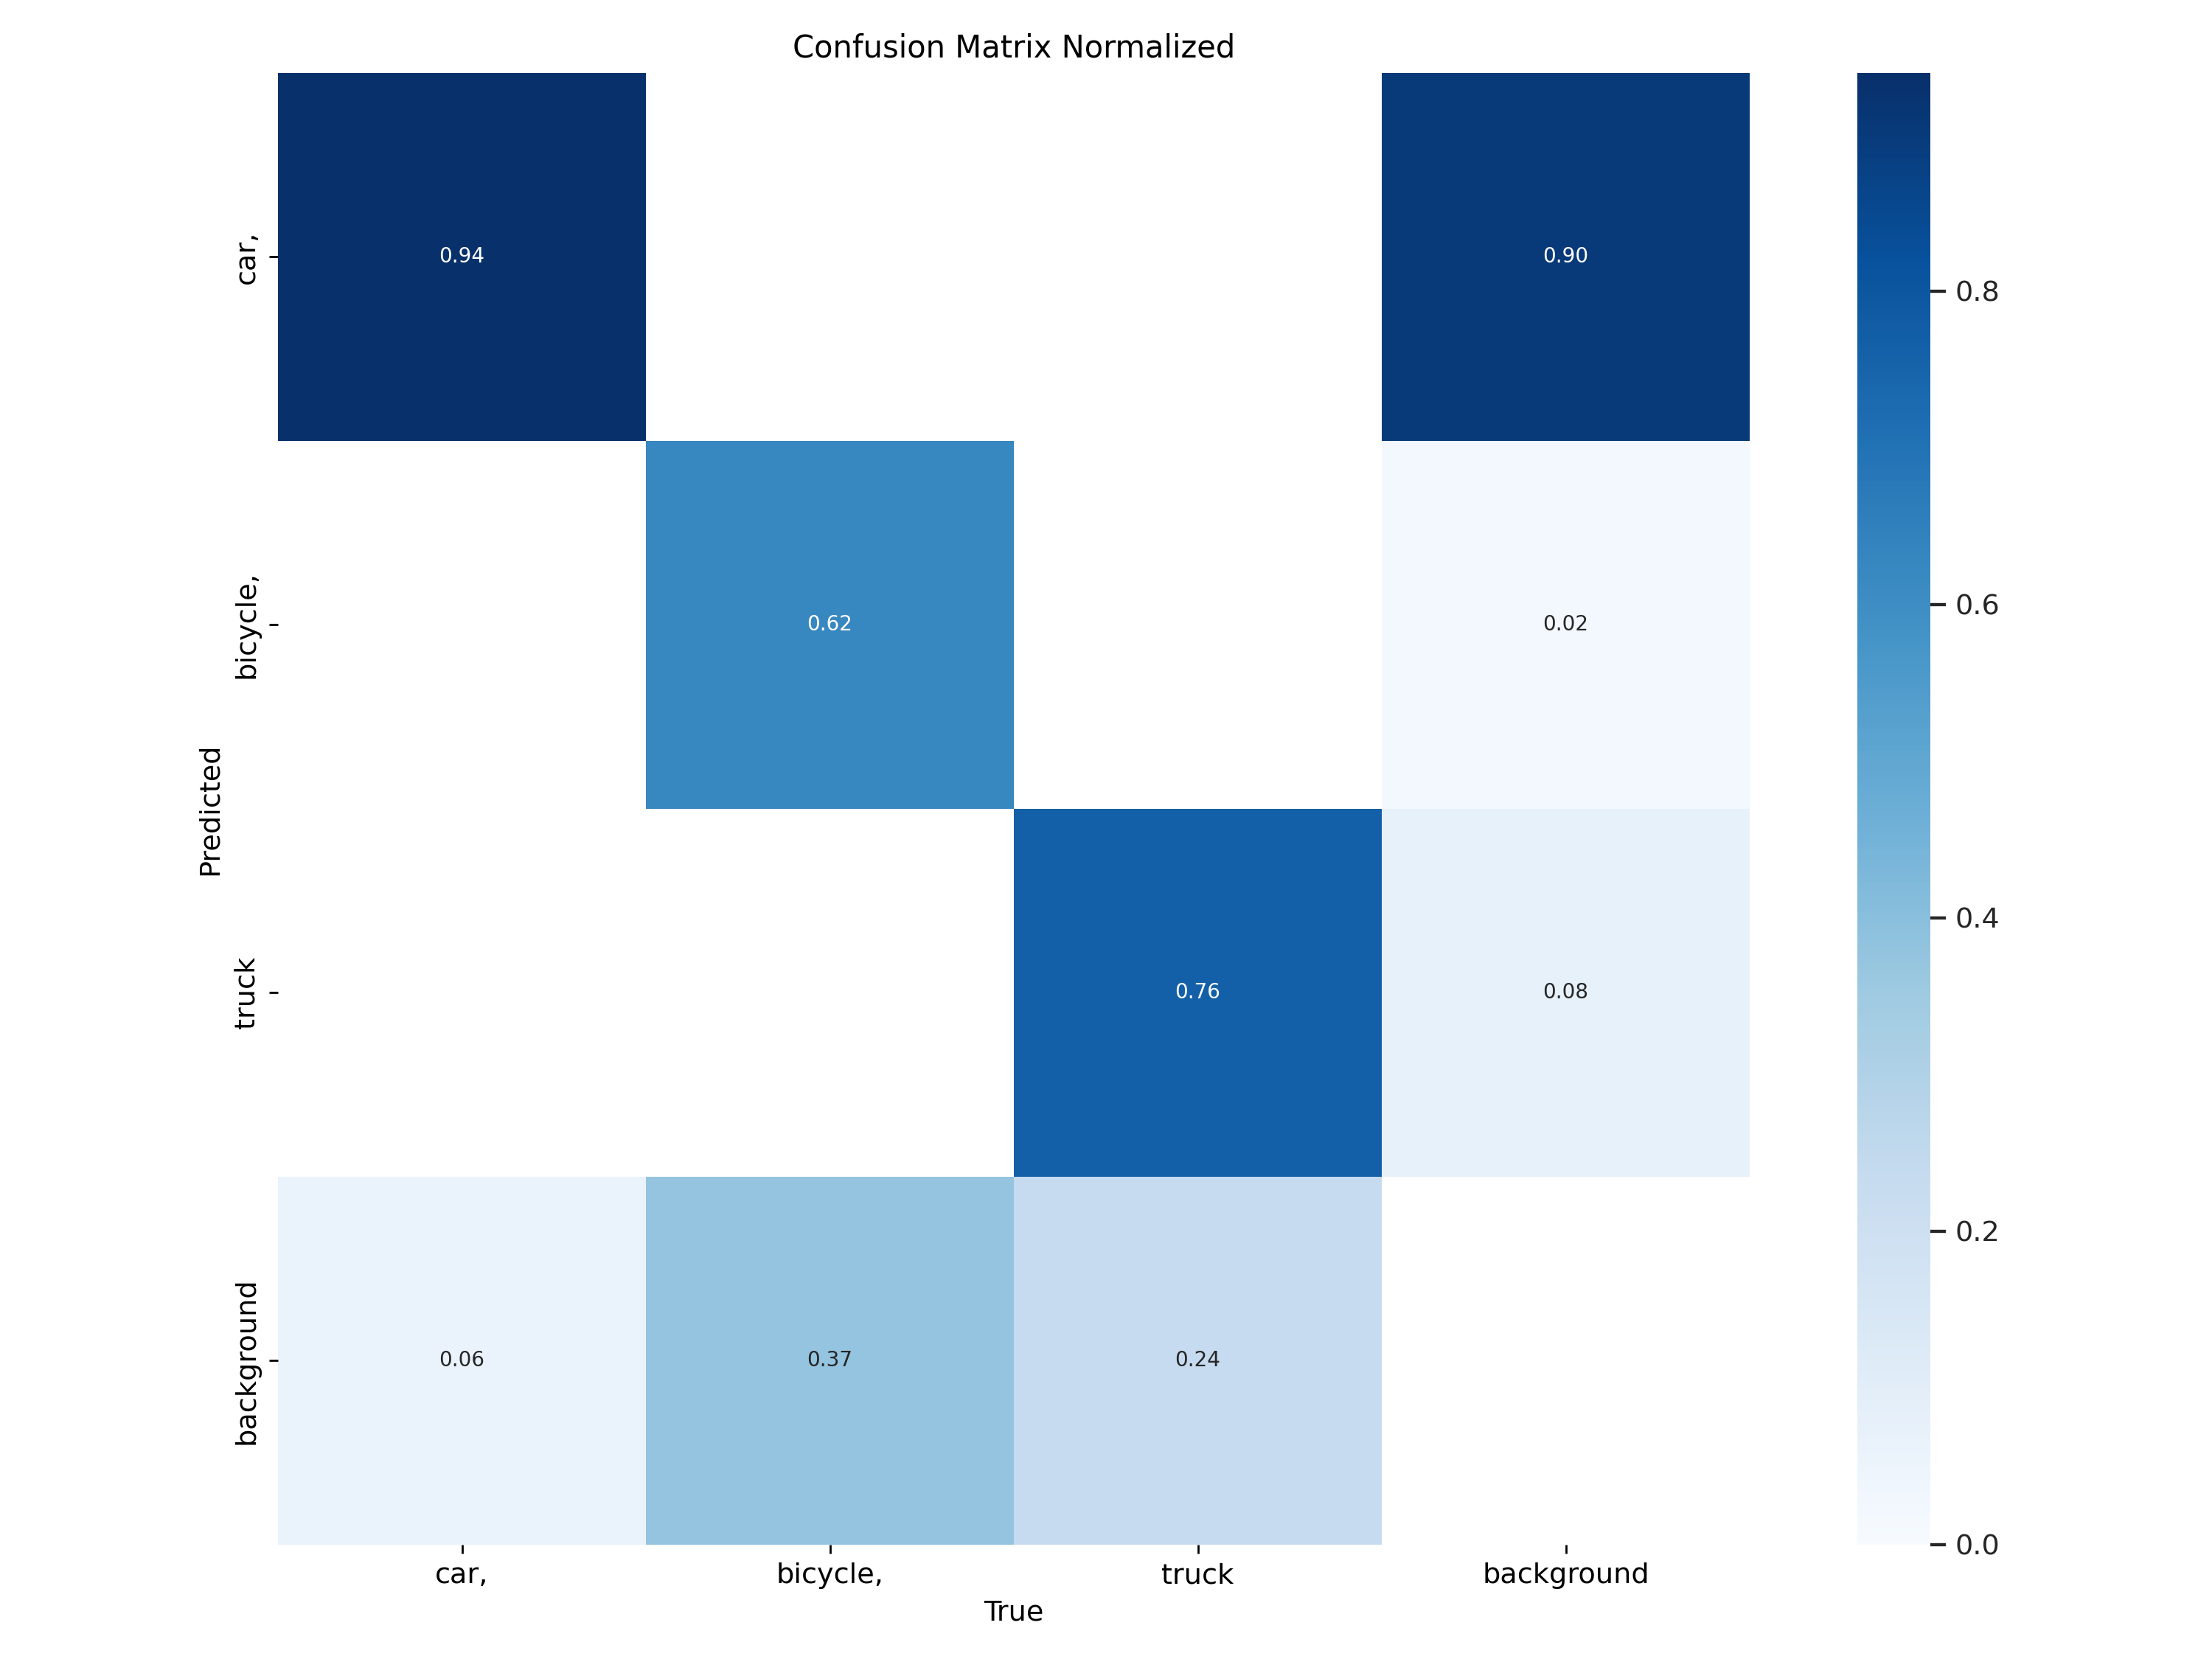 Confusion Matrix Normalized
car,
0.94
0.90
0.8
bicycle,
0.62
0.02
0.6
Predicted
truck
0.76
0.08
0.4
background
0.06
0.37
0.24
0.2
0.0
car,
bicycle,
truck
background
True